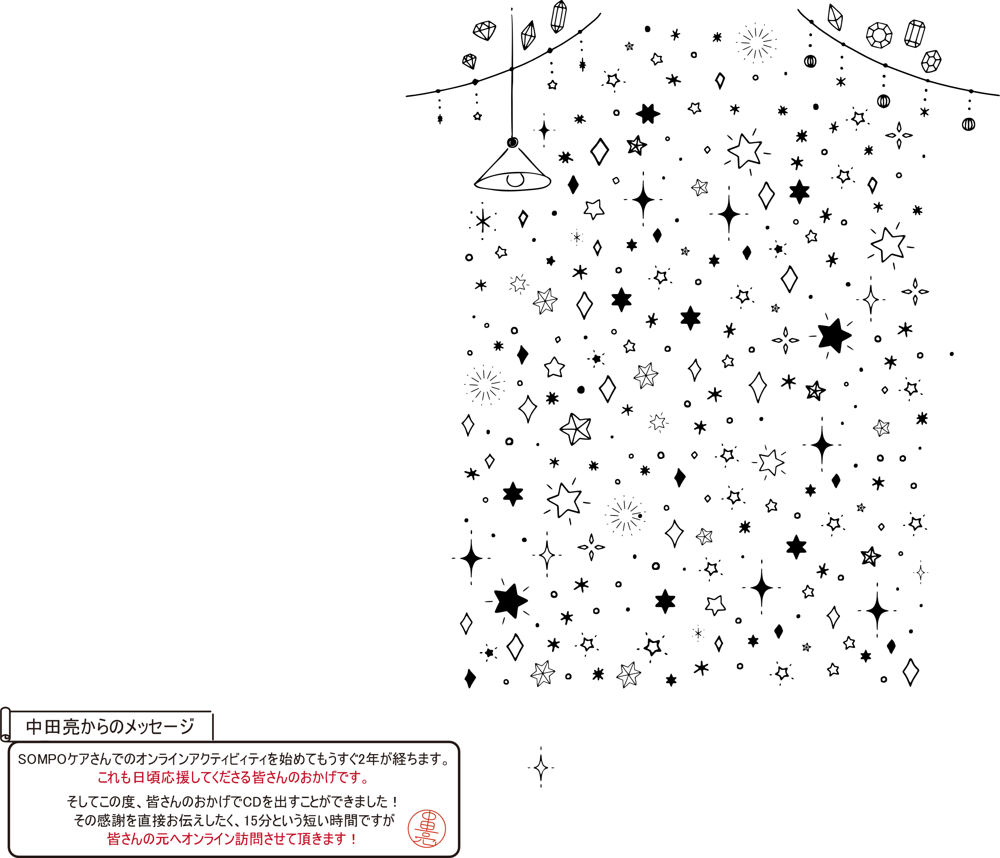 中田亮からのメッセージ
SOMPOケアさんでのオンラインアクティビィティを始めてもうすぐ2年が経ちます。
これも日頃応援してくださる皆さんのおかげです。
そしてこの度、皆さんのおかげでCDを出すことができました！
その感謝を直接お伝えしたく、15分という短い時間ですが
皆さんの元へオンライン訪問させて頂きます！